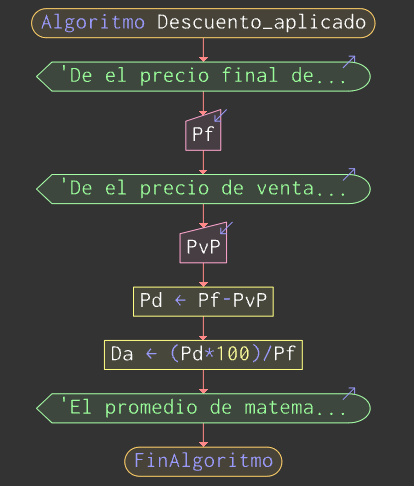 Algoritmo Descuento_aplicado
'De el precio final de...
Pf
'De el precio de venta...
PvP
Pd ← Pf-PvP
Da ← (Pd*100)/Pf
'El promedio de matema...
FinAlgoritmo